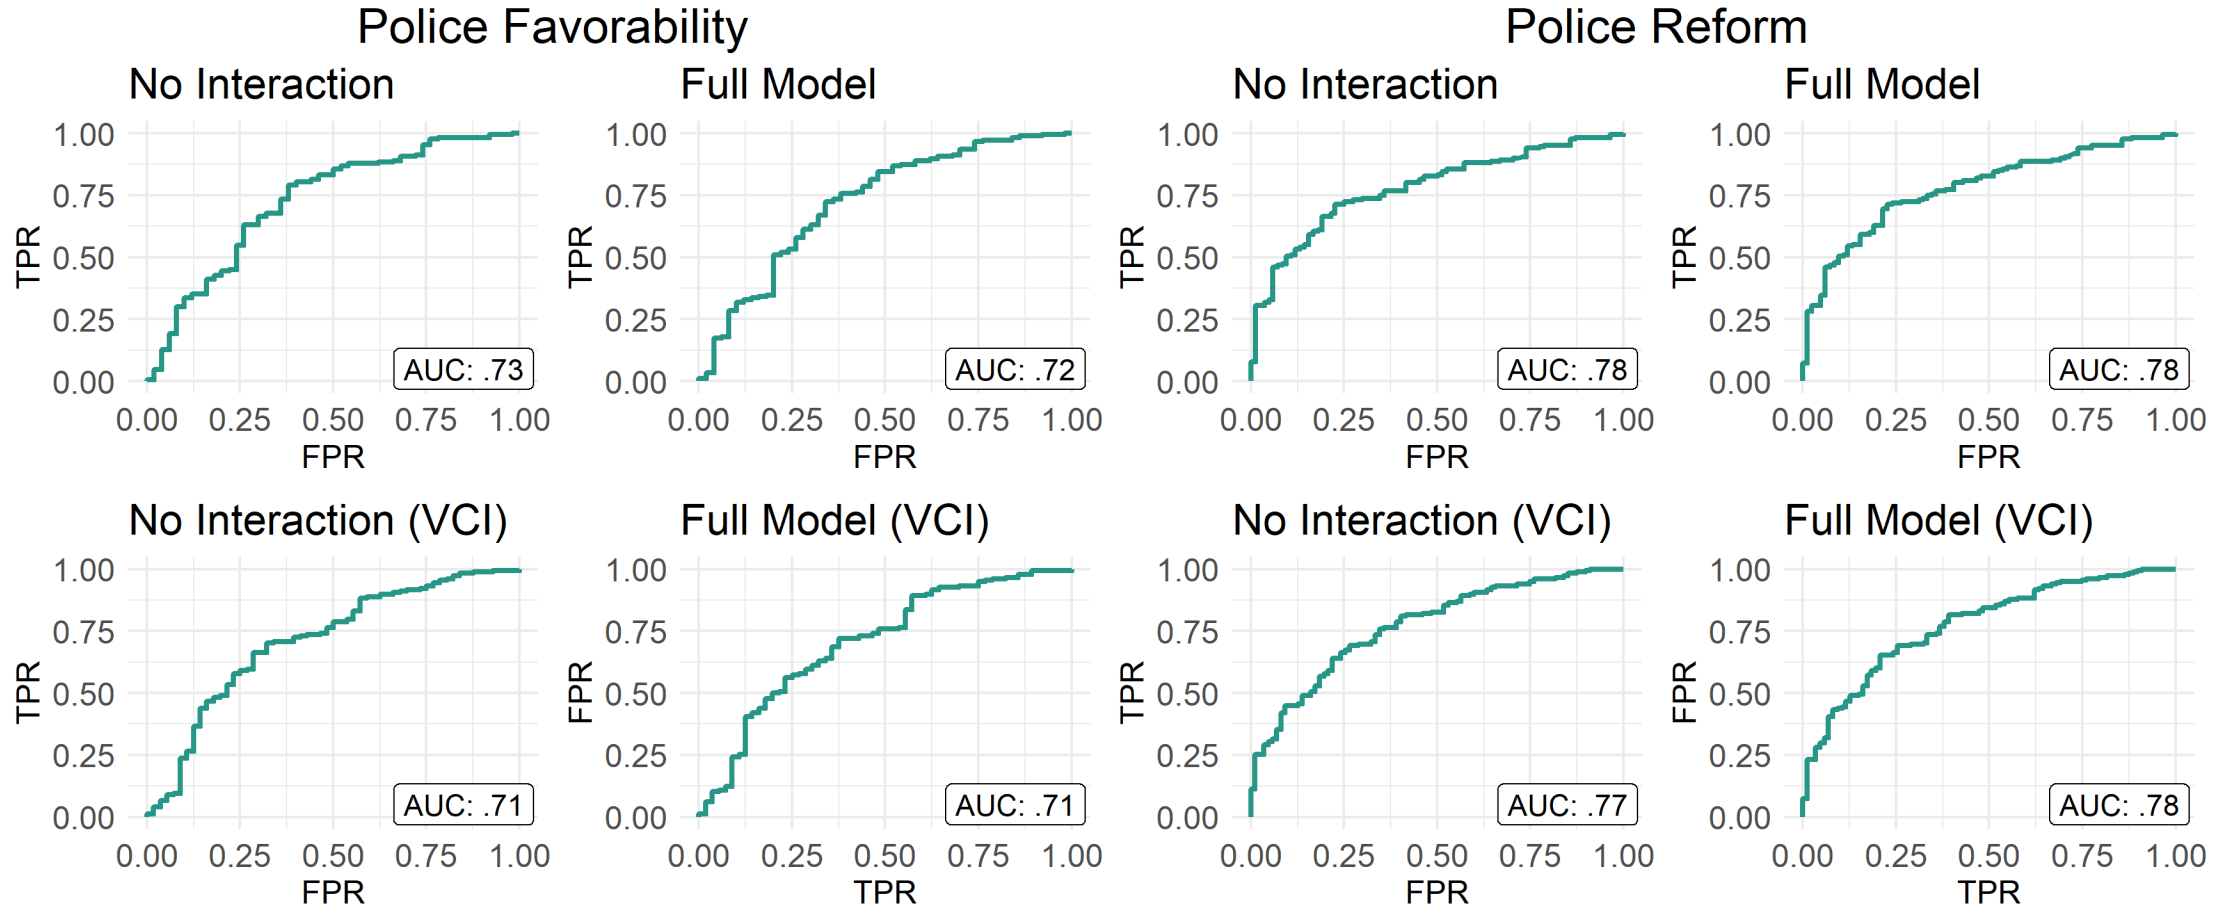 Police Favorability
Police Reform
No Interaction
1.00
0.75
0.50
0.25
0.00
TPR
AUC: .73
0.00 0.25 0.50 0.75 1.00
FPR
Full Model
1.00
0.75
0.50
0.25
0.00
TPR
AUC: .72
0.00 0.25 0.50 0.75 1.00
FPR
No Interaction
1.00
0.75
0.50
0.25
0.00
TPR
AUC: .78
0.00 0.25 0.50 0.75 1.00
FPR
Full Model
1.00
0.75
0.50
0.25
0.00
TPR
AUC: .78
0.00 0.25 0.50 0.75 1.00
FPR
No Interaction (VCI)
1.00
0.75
0.50
0.25
0.00
TPR
AUC: .71
0.00 0.25 0.50 0.75 1.00
FPR
Full Model (VCI)
1.00
0.75
0.50
0.25
0.00
FPR
AUC: .71
0.00 0.25 0.50 0.75 1.00
TPR
No Interaction (VCI)
1.00
0.75
0.50
0.25
0.00
TPR
AUC: .77
0.00 0.25 0.50 0.75 1.00
FPR
Full Model (VCI)
1.00
0.75
0.50
0.25
0.00
FPR
AUC: .78
0.00 0.25 0.50 0.75 1.00
TPR